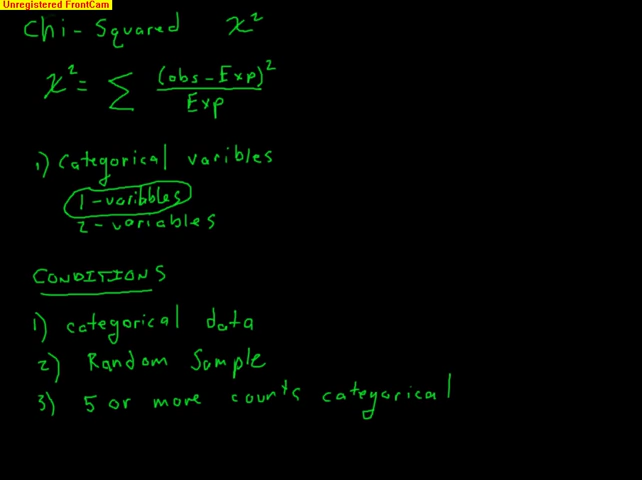 Unregistered FrontCam
Chi-Squared χ²
χ² = Σ (obs - Exp)² / Exp
1) Categorical varibles
1-varibbles
2-variables
CONDITIONS
1) categorical data
2) Random Sample
3) 5 or more counts categorical